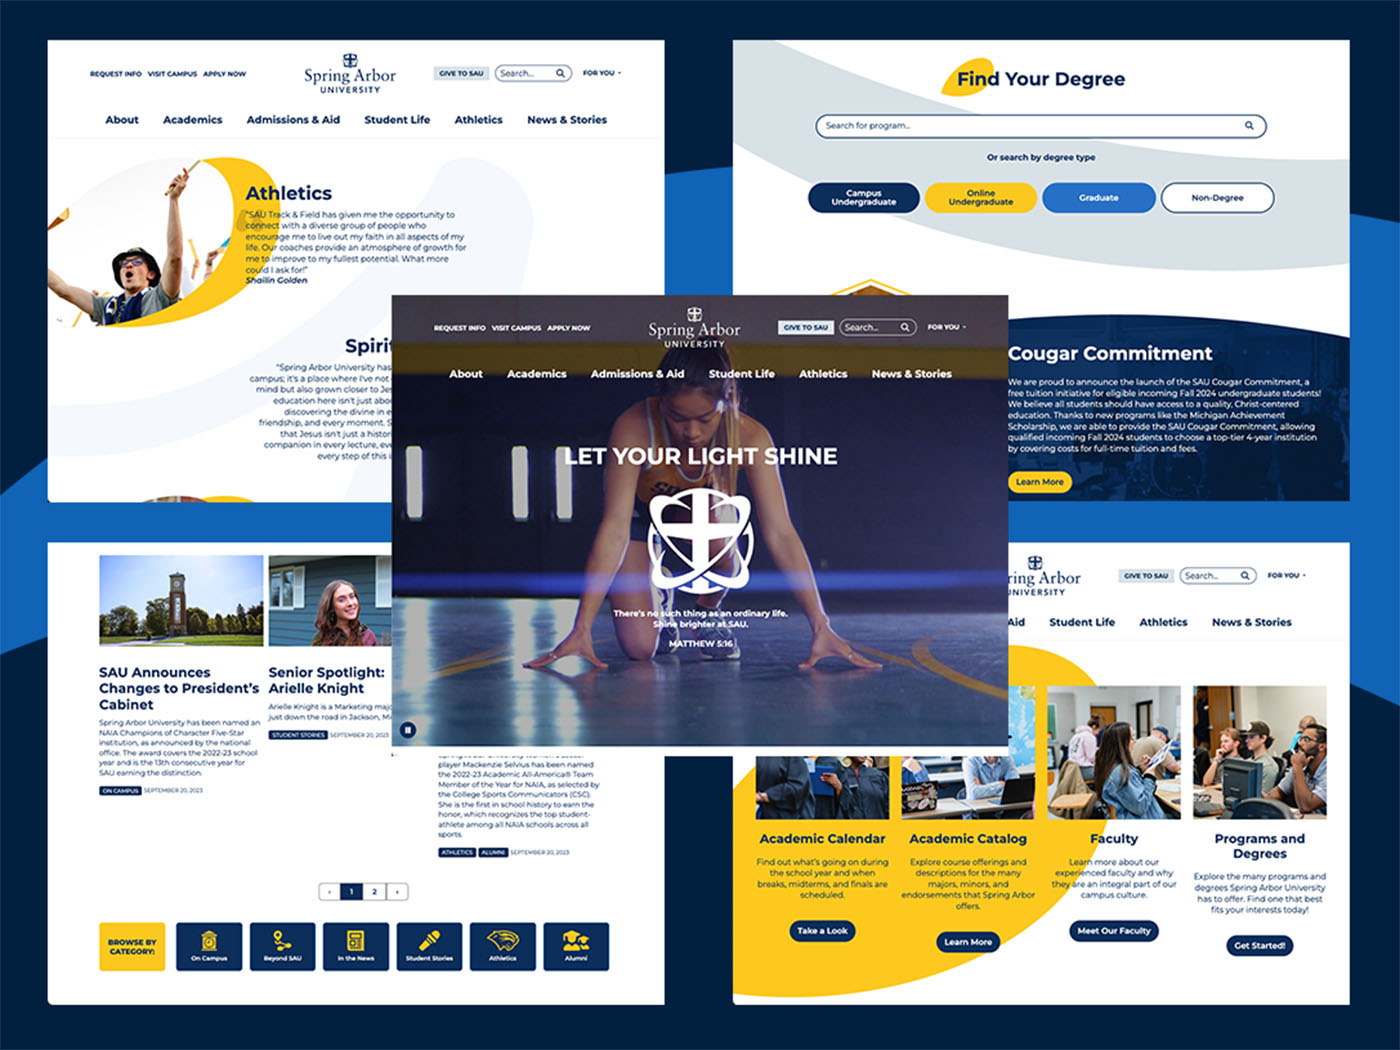 REQUEST INFO VISIT CAMPUS APPLY NOW
Spring Arbor
UNIVERSITY
GIVE TO SAU
Search...
FOR YOU
About Academics Admissions & Aid Student Life Athletics News & Stories
Athletics
"SAU Track & Field has given me the opportunity to
connect with a diverse group of people who
encourage me to live out my faith in all aspects of my
life. Our coaches provide an atmosphere of growth for
me to improve to my fullest potential. What more
could I ask for!"
Shailin Golden
Spirit
"Spring Arbor University has
campus; it's a place where I've not
mind but also grown closer to Jes
education here isn't just abou
discovering the divine in e
friendship, and every moment. S
that Jesus isn't just a histori
companion in every lecture, eve
every step of this
Find Your Degree
Search for program...
Or search by degree type
Campus
Undergraduate
Online
Undergraduate
Graduate
Non-Degree
Cougar Commitment
We are proud to announce the launch of the SAU Cougar Commitment, a
free tuition initiative for eligible incoming Fall 2024 undergraduate students!
We believe all students should have access to a quality, Christ-centered
education. Thanks to new programs like the Michigan Achievement
Scholarship, we are able to provide the SAU Cougar Commitment, allowing
qualified incoming Fall 2024 students to choose a top-tier 4-year institution
by covering costs for full-time tuition and fees.
Learn More
REQUEST INFO VISIT CAMPUS APPLY NOW
Spring Arbor
UNIVERSITY
GIVE TO SAU
Search...
FOR YOU
About Academics Admissions & Aid Student Life Athletics News & Stories
LET YOUR LIGHT SHINE
There's no such thing as an ordinary life.
Shine brighter at SAU.
MATTHEW 5:16
SAU Announces
Changes to President's
Cabinet
Spring Arbor University has been named an
NAIA Champions of Character Five-Star
institution, as announced by the national
office. The award covers the 2022-23 school
year and is the 13th consecutive year for
SAU earning the distinction.
ON CAMPUS SEPTEMBER 20, 2023
Senior Spotlight:
Arielle Knight
Arielle Knight is a Marketing majo
just down the road in Jackson, Mi
STUDENT STORIES SEPTEMBER 20, 2023
player Mackenzie Selvius has been named
the 2022-23 Academic All-America® Team
Member of the Year for NAIA, as selected by
the College Sports Communicators (CSC).
She is the first in school history to earn the
honor, which recognizes the top student-
athlete among all NAIA schools across all
sports.
ATHLETICS ALUMNI SEPTEMBER 20, 2023
‹ 1 2 ›
BROWSE BY
CATEGORY:
On Campus
Beyond SAU
In the News
Student Stories
Athletics
Alumni
ring Arbor
UNIVERSITY
GIVE TO SAU
Search...
FOR YOU
Aid Student Life Athletics News & Stories
Academic Calendar
Find out what's going on during
the school year and when
breaks, midterms, and finals are
scheduled.
Take a Look
Academic Catalog
Explore course offerings and
descriptions for the many
majors, minors, and
endorsements that Spring Arbor
offers.
Learn More
Faculty
Learn more about our
experienced faculty and why
they are an integral part of our
campus culture.
Meet Our Faculty
Programs and
Degrees
Explore the many programs and
degrees Spring Arbor University
has to offer. Find one that best
fits your interests today!
Get Started!